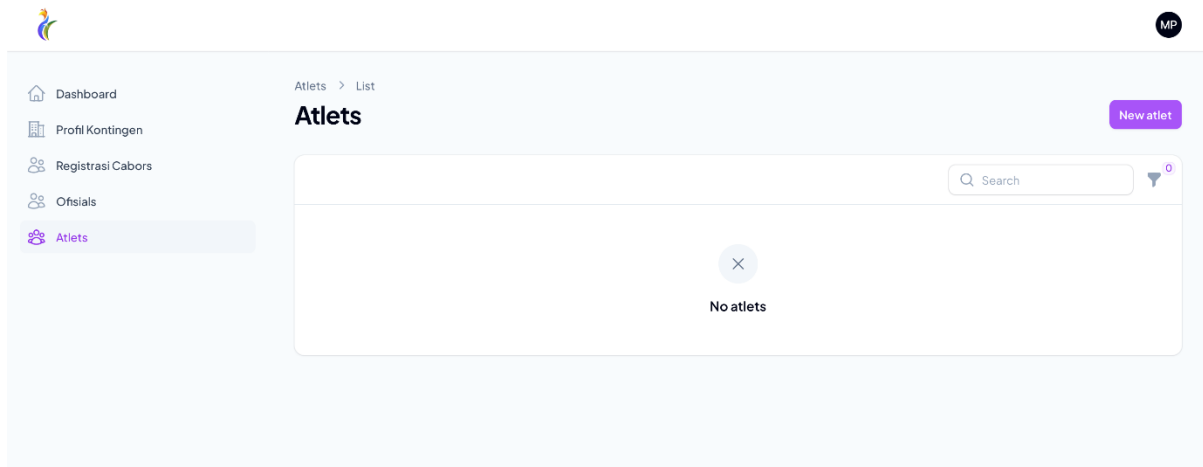 MP
Dashboard
Profil Kontingen
Registrasi Cabors
Ofisials
Atlets
Atlets > List
Atlets
New atlet
Search
0
No atlets